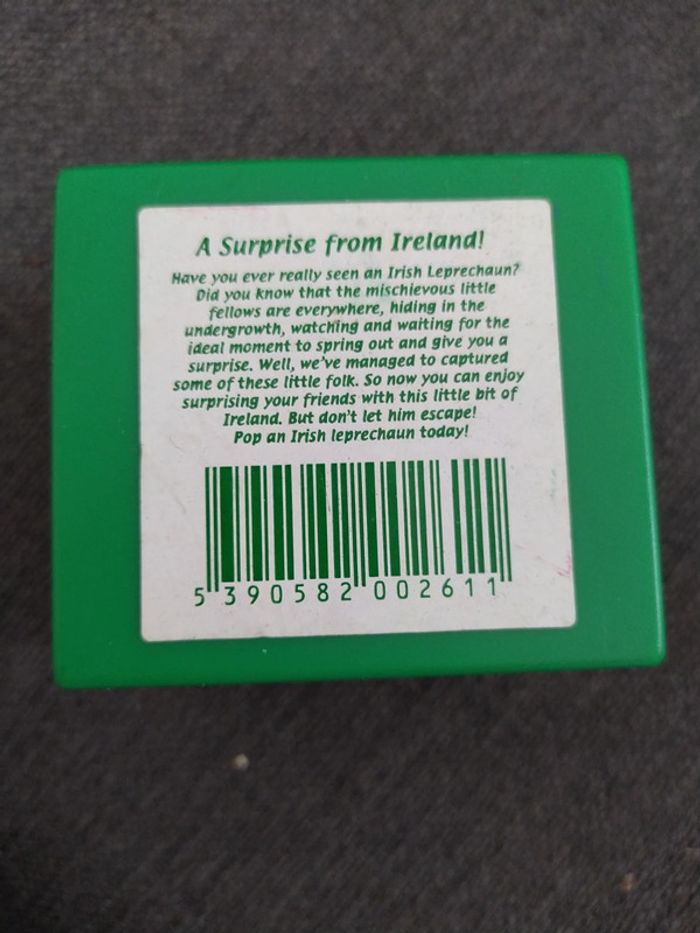 A Surprise from Ireland!
Have you ever really seen an Irish Leprechaun?
Did you know that the mischievous little
fellows are everywhere, hiding in the
undergrowth, watching and waiting for the
ideal moment to spring out and give you a
surprise. Well, we've managed to captured
some of these little folk. So now you can enjoy
surprising your friends with this little bit of
Ireland. But don't let him escape!
Pop an Irish leprechaun today!
5 390582 002611